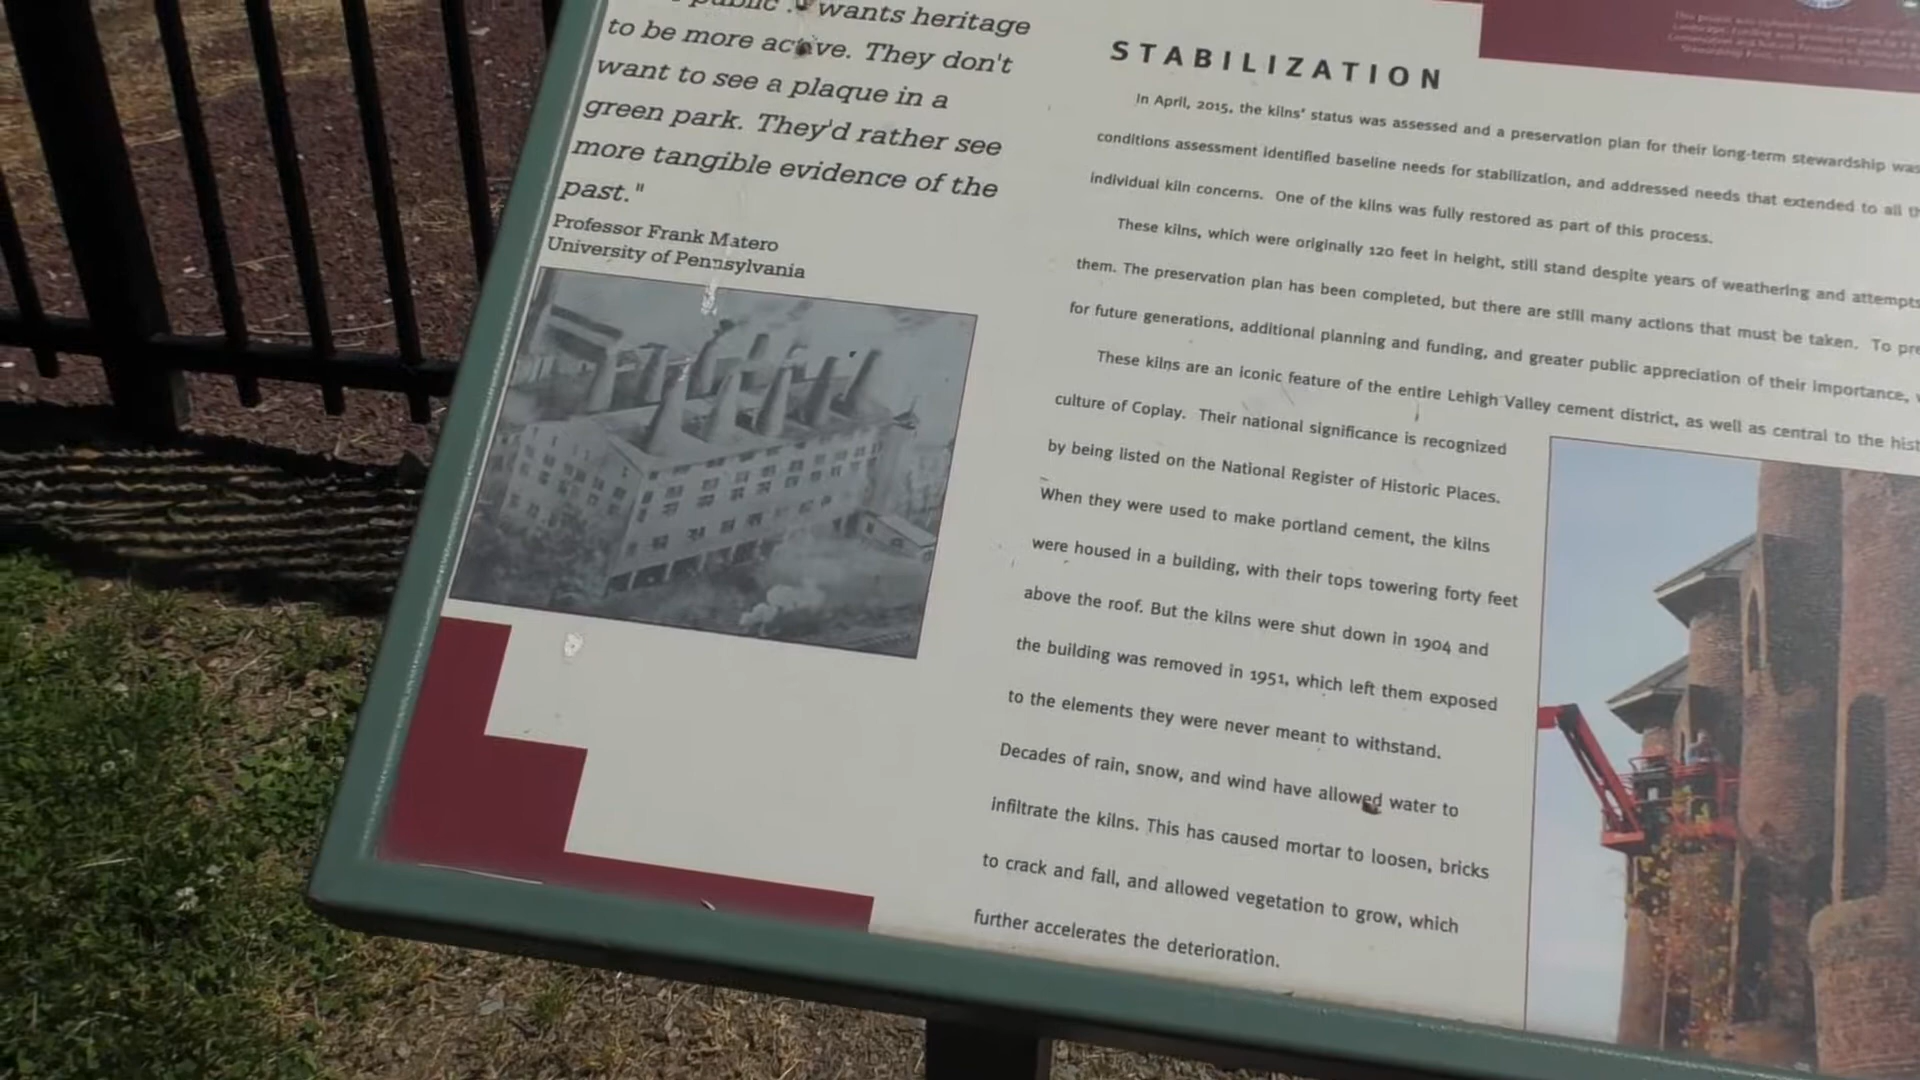 public wants heritage
to be more active. They don't
want to see a plaque in a
green park. They'd rather see
more tangible evidence of the
past."
Professor Frank Matero
University of Pennsylvania
STABILIZATION
In April, 2015, the kilns' status was assessed and a preservation plan for their long-term stewardship was
conditions assessment identified baseline needs for stabilization, and addressed needs that extended to all
individual kiln concerns. One of the kilns was fully restored as part of this process.
These kilns, which were originally 120 feet in height, still stand despite years of weathering and attempts
them. The preservation plan has been completed, but there are still many actions that must be taken. To
for future generations, additional planning and funding, and greater public appreciation of their importance,
These kilns are an iconic feature of the entire Lehigh Valley cement district, as well as central to the
culture of Coplay. Their national significance is recognized
by being listed on the National Register of Historic Places.
When they were used to make portland cement, the kilns
were housed in a building, with their tops towering forty feet
above the roof. But the kilns were shut down in 1904 and
the building was removed in 1951, which left them exposed
to the elements they were never meant to withstand.
Decades of rain, snow, and wind have allowed water to
infiltrate the kilns. This has caused mortar to loosen, bricks
to crack and fall, and allowed vegetation to grow, which
further accelerates the deterioration.